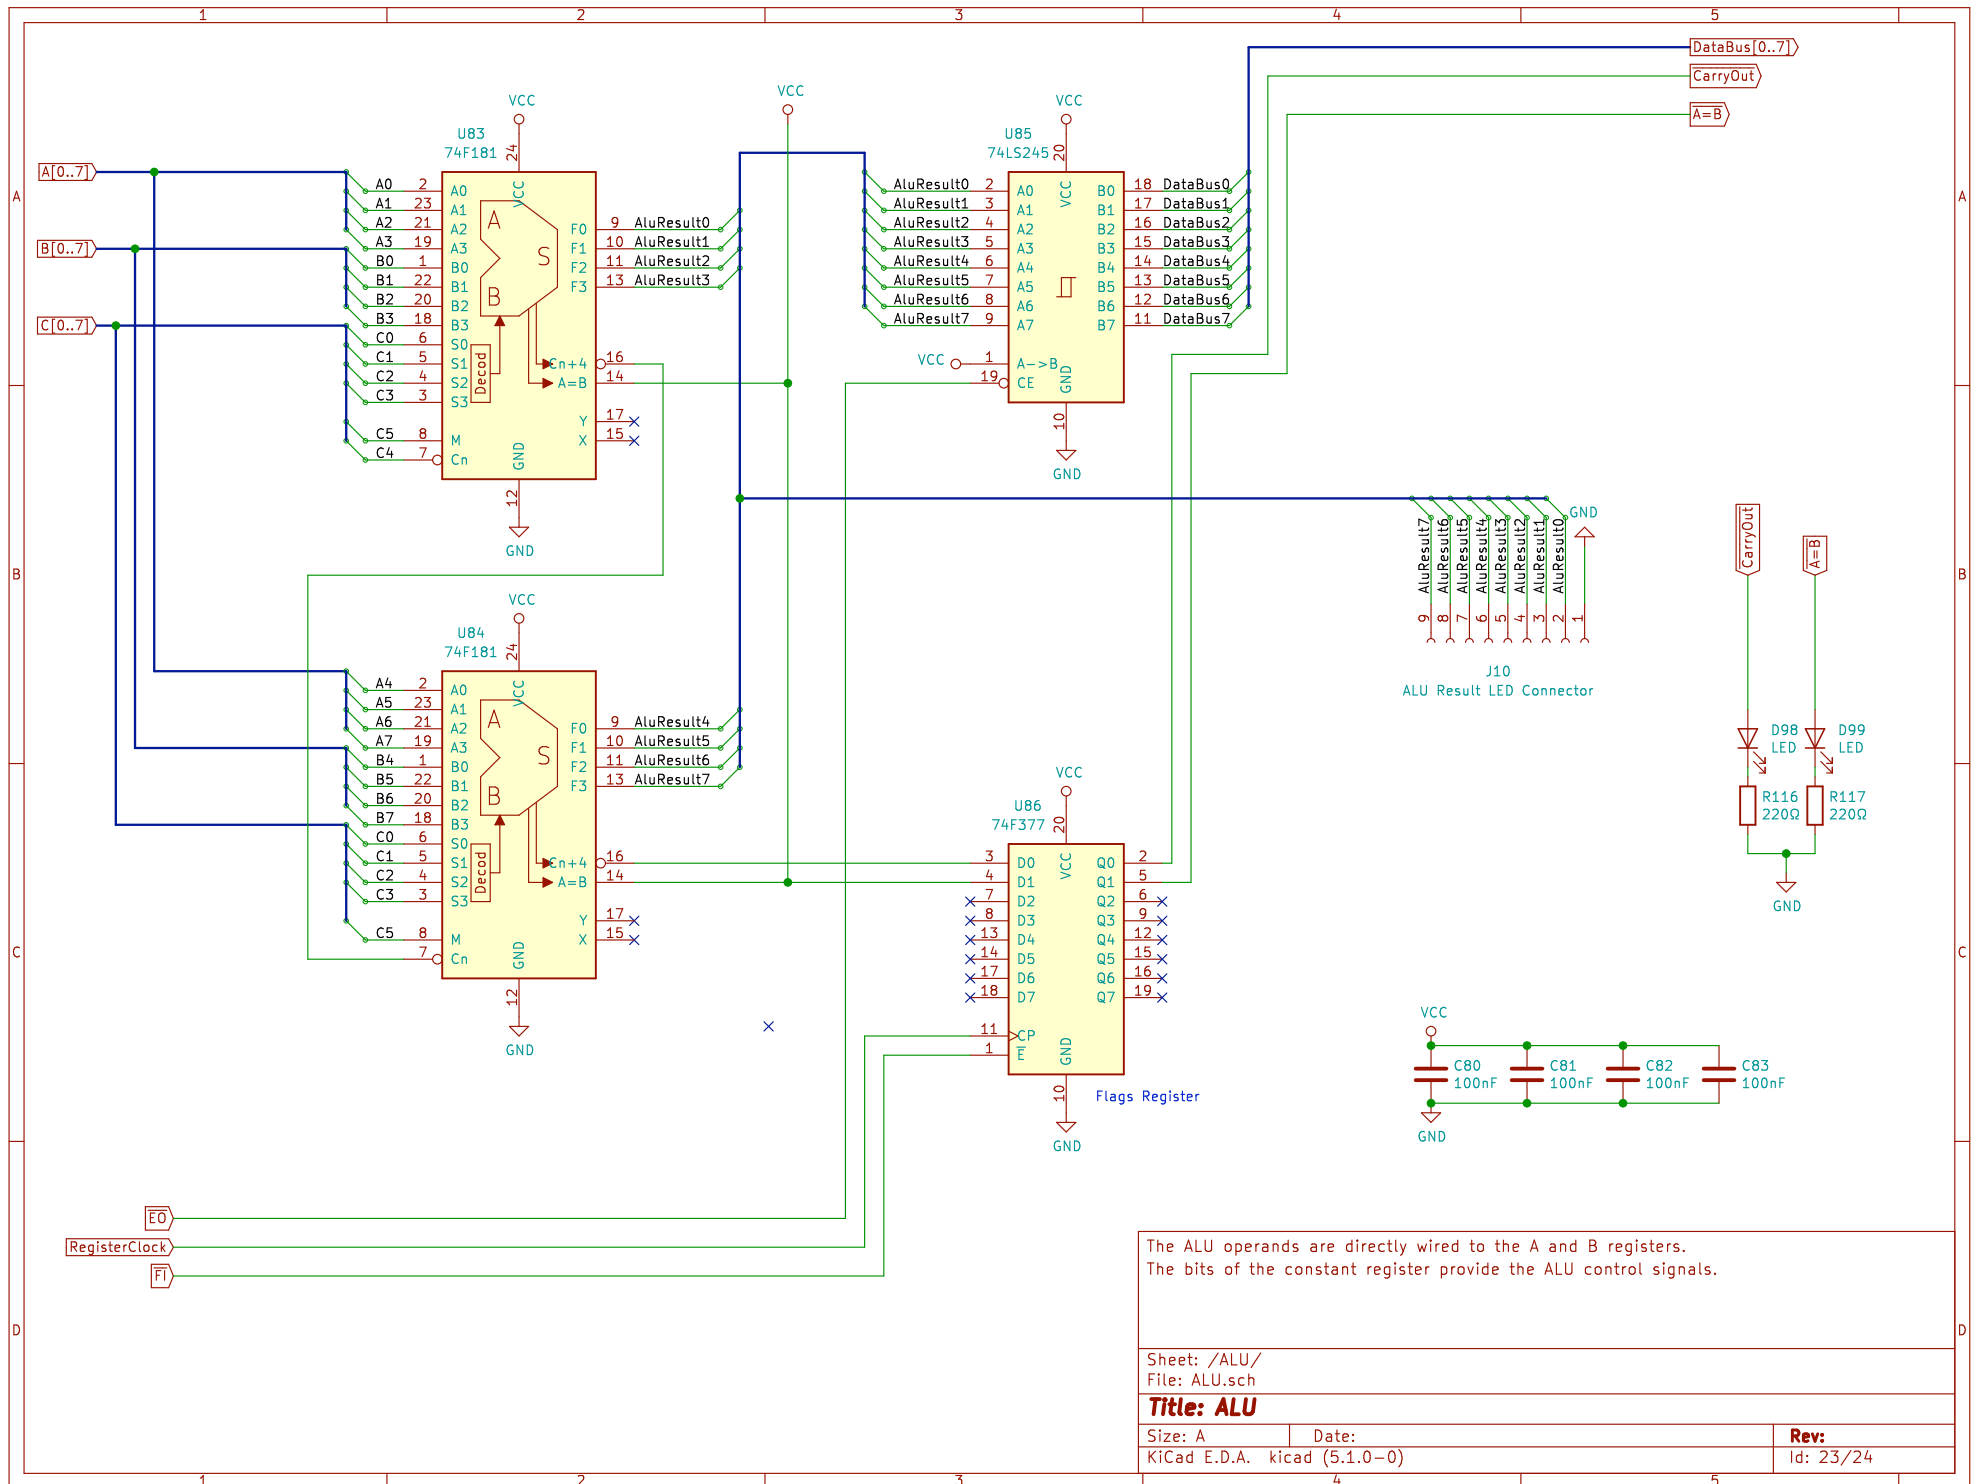 1 2 3 4 5
A
B
C
D
A
B
C
D
1 2 3 4 5
A[0..7]
B[0..7]
C[0..7]
VCC
U83
74F181
24
A0 2 A0
A1 23 A1
A2 21 A2
A3 19 A3
B0 1 B0
B1 22 B1
B2 20 B2
B3 18 B3
C0 6 S0
C1 5 S1
C2 4 S2
C3 3 S3
C5 8 M
C4 7 Cn
VCC
A
B
S
Decod
GND
F0 9 AluResult0
F1 10 AluResult1
F2 11 AluResult2
F3 13 AluResult3
Cn+4 16
A=B 14
Y 17
X 15
12
GND
VCC
VCC
U85
74LS245
20
AluResult0 2 A0
AluResult1 3 A1
AluResult2 4 A2
AluResult3 5 A3
AluResult4 6 A4
AluResult5 7 A5
AluResult6 8 A6
AluResult7 9 A7
VCC 1 A->B
19 CE
VCC
GND
B0 18 DataBus0
B1 17 DataBus1
B2 16 DataBus2
B3 15 DataBus3
B4 14 DataBus4
B5 13 DataBus5
B6 12 DataBus6
B7 11 DataBus7
10
GND
DataBus[0..7]
CarryOut
A=B
VCC
U84
74F181
24
A4 2 A0
A5 23 A1
A6 21 A2
A7 19 A3
B4 1 B0
B5 22 B1
B6 20 B2
B7 18 B3
C0 6 S0
C1 5 S1
C2 4 S2
C3 3 S3
C5 8 M
7 Cn
VCC
A
B
S
Decod
GND
F0 9 AluResult4
F1 10 AluResult5
F2 11 AluResult6
F3 13 AluResult7
Cn+4 16
A=B 14
Y 17
X 15
12
GND
VCC
U86
74F377
20
3 D0
4 D1
7 D2
8 D3
13 D4
14 D5
17 D6
18 D7
11 CP
1 E
VCC
GND
Q0 2
Q1 5
Q2 6
Q3 9
Q4 12
Q5 15
Q6 16
Q7 19
10
GND
Flags Register
AluResult7
AluResult6
AluResult5
AluResult4
AluResult3
AluResult2
AluResult1
AluResult0
GND
9 8 7 6 5 4 3 2 1
J10
ALU Result LED Connector
CarryOut
A=B
D98
LED
D99
LED
R116
220Ω
R117
220Ω
GND
VCC
C80
100nF
C81
100nF
C82
100nF
C83
100nF
GND
EO
RegisterClock
FI
The ALU operands are directly wired to the A and B registers.
The bits of the constant register provide the ALU control signals.
Sheet: /ALU/
File: ALU.sch
Title: ALU
Size: A Date: Rev:
KiCad E.D.A. kicad (5.1.0-0) Id: 23/24